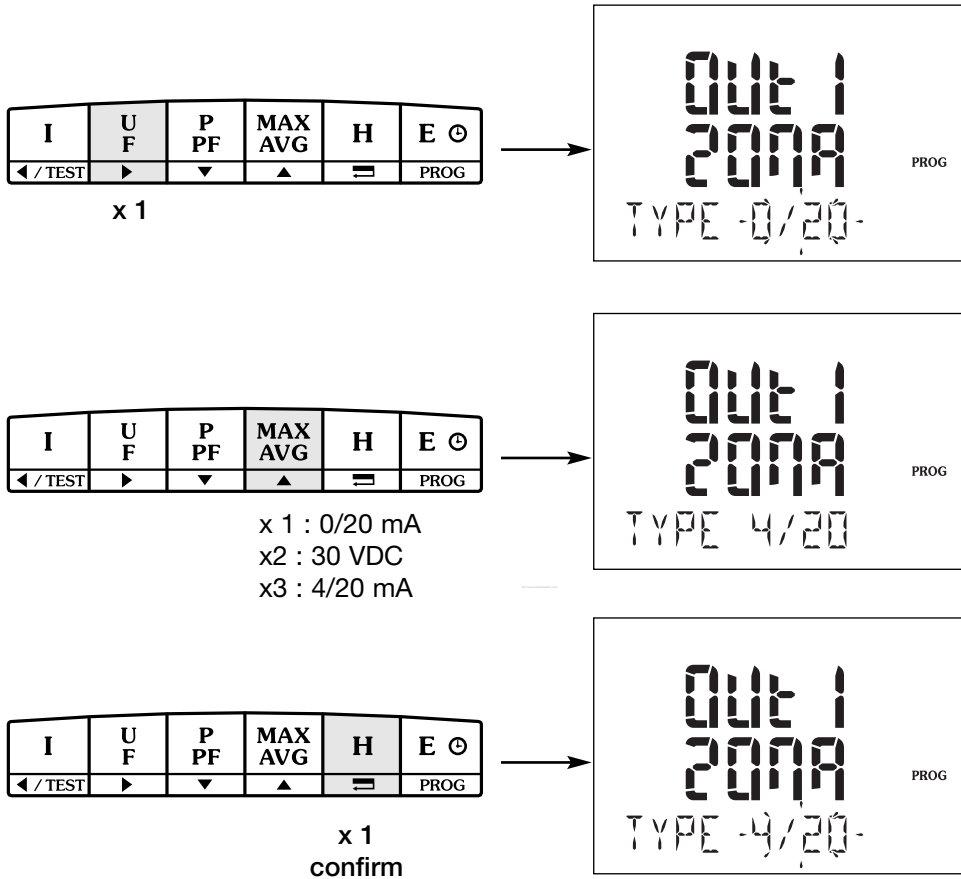 I U F P PF MAX AVG H E
/ TEST PROG
x 1
Out 1
20mA
TYPE 0/20
PROG
I U F P PF MAX AVG H E
/ TEST PROG
x 1 : 0/20 mA
x2 : 30 VDC
x3 : 4/20 mA
Out 1
20mA
TYPE 4/20
PROG
I U F P PF MAX AVG H E
/ TEST PROG
x 1
confirm
Out 1
20mA
TYPE 4/20
PROG